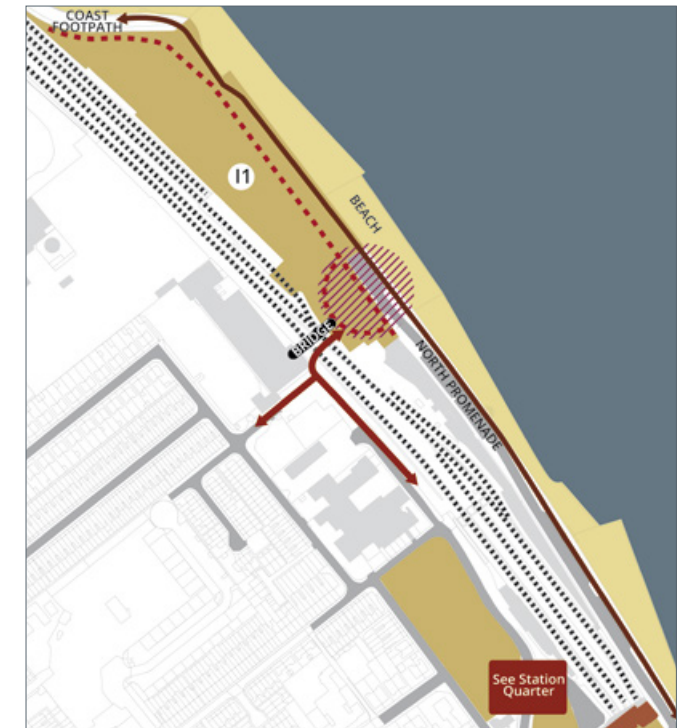 COAST
FOOTPATH
I1
BEACH
BRIDGE
NORTH PROMENADE
See Station
Quarter